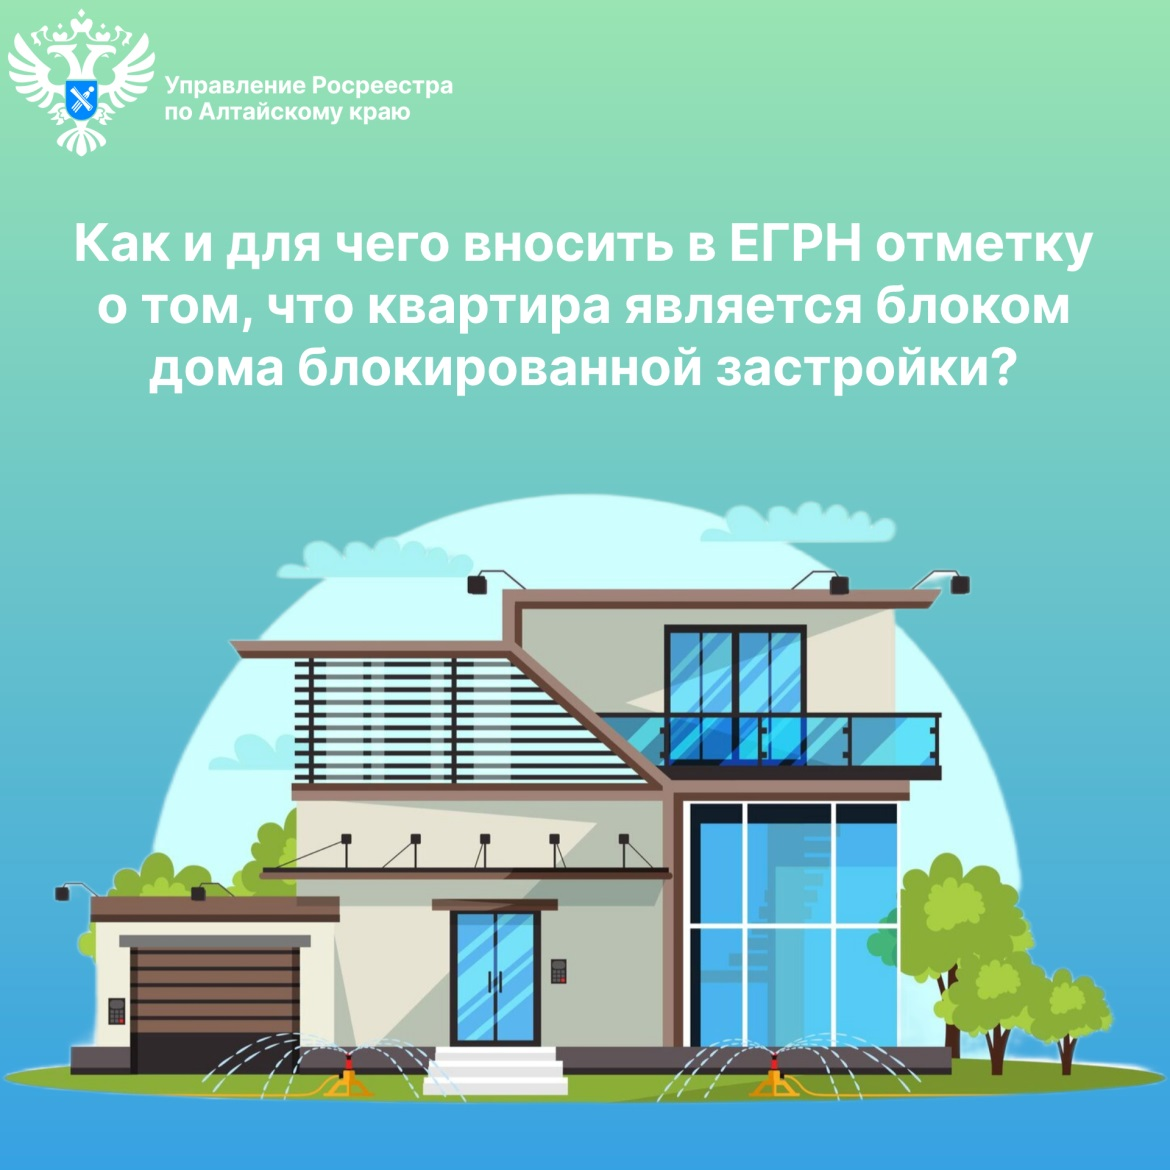 Управление Росреестра
по Алтайскому краю
Как и для чего вносить в ЕГРН отметку
о том, что квартира является блоком
дома блокированной застройки?